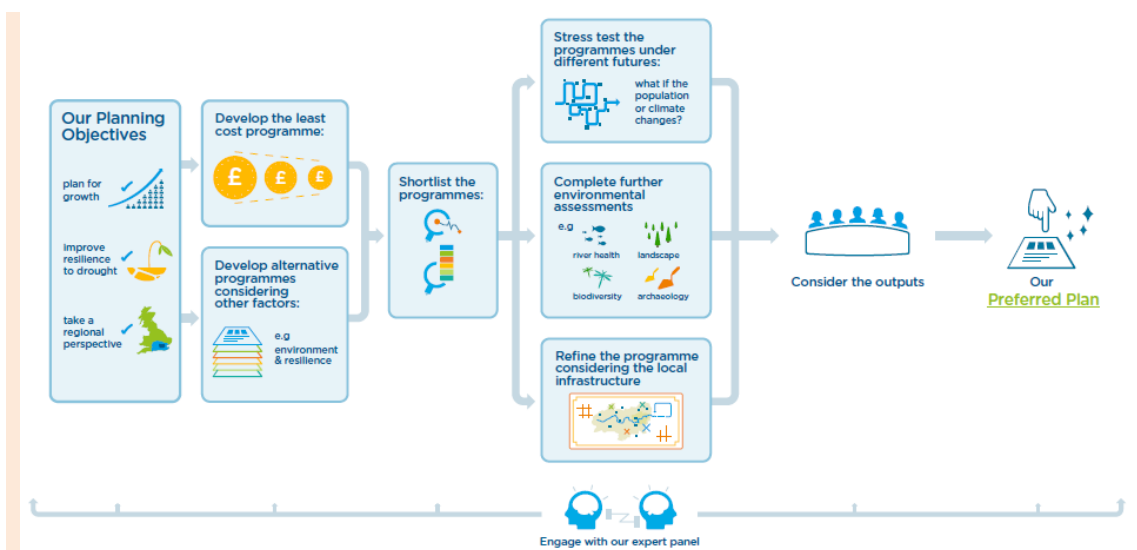 Our Planning
Objectives
plan for
growth
improve
resilience
to drought
take a
regional
perspective
Develop the least
cost programme:
£
£
£
Develop alternative
programmes
considering
other factors:
e.g
environment
& resilience
Shortlist the
programmes:
Stress test the
programmes under
different futures:
what if the
population
or climate
changes?
Complete further
environmental
assessments
e.g
river health
landscape
biodiversity
archaeology
Refine the programme
considering the local
infrastructure
Consider the outputs
Our
Preferred Plan
Engage with our expert panel